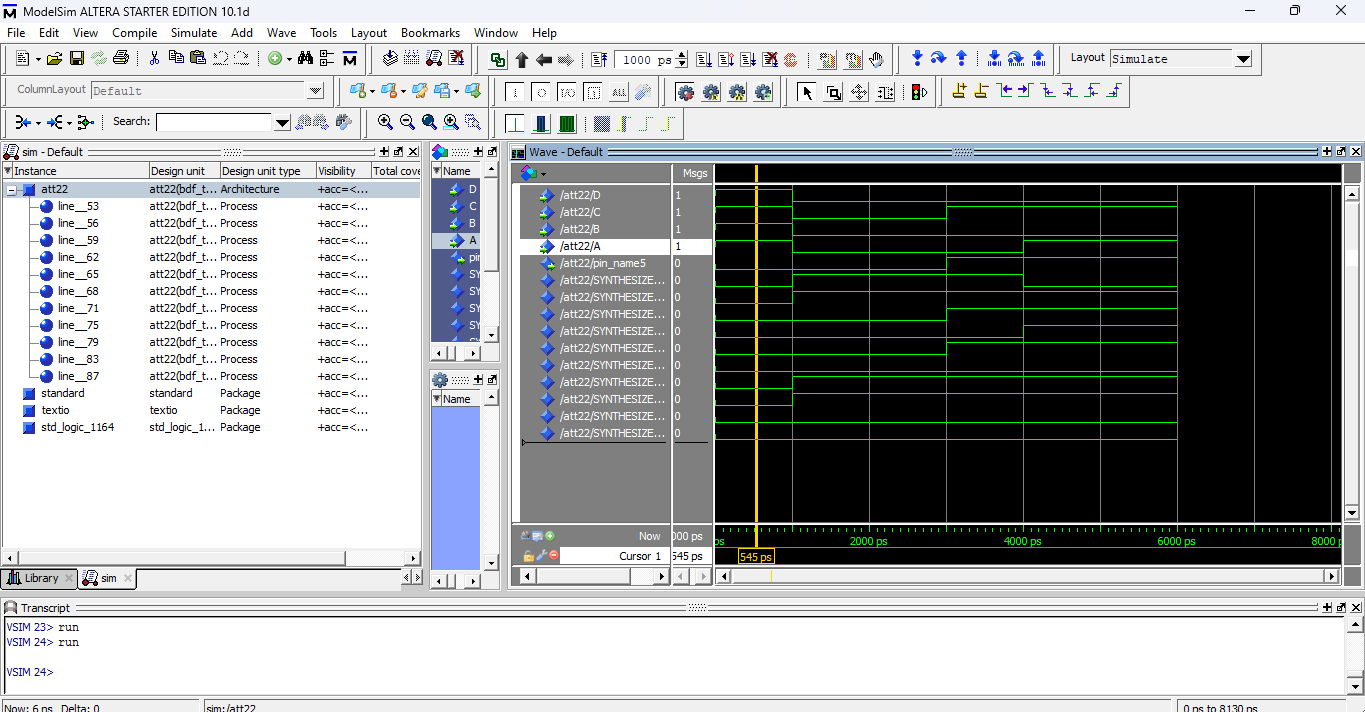 ModelSim ALTERA STARTER EDITION 10.1d
File Edit View Compile Simulate Add Wave Tools Layout Bookmarks Window Help
1000 ps
Layout Simulate
ColumnLayout Default
ALL
Search:
sim - Default
Instance Design unit Design unit type Visibility Total cove
att22 att22(bdf_t... Architecture +acc=<...
line__53 att22(bdf_t... Process +acc=<...
line__56 att22(bdf_t... Process +acc=<...
line__59 att22(bdf_t... Process +acc=<...
line__62 att22(bdf_t... Process +acc=<...
line__65 att22(bdf_t... Process +acc=<...
line__68 att22(bdf_t... Process +acc=<...
line__71 att22(bdf_t... Process +acc=<...
line__75 att22(bdf_t... Process +acc=<...
line__79 att22(bdf_t... Process +acc=<...
line__83 att22(bdf_t... Process +acc=<...
line__87 att22(bdf_t... Process +acc=<...
standard standard Package +acc=<...
textio textio Package +acc=<...
std_logic_1164 std_logic_1... Package +acc=<...
Library sim
Name
D
C
B
A
pin
SY
SY
SY
SY
Name
Wave - Default
Msgs
/att22/D 1
/att22/C 1
/att22/B 1
/att22/A 1
/att22/pin_name5 0
/att22/SYNTHESIZE... 0
/att22/SYNTHESIZE... 0
/att22/SYNTHESIZE... 0
/att22/SYNTHESIZE... 0
/att22/SYNTHESIZE... 0
/att22/SYNTHESIZE... 0
/att22/SYNTHESIZE... 0
/att22/SYNTHESIZE... 0
/att22/SYNTHESIZE... 0
/att22/SYNTHESIZE... 0
Now 000 ps
ps 2000 ps 4000 ps 6000 ps 8000 p
Cursor 1 545 ps
545 ps
Transcript
VSIM 23> run
VSIM 24> run
VSIM 24>
Now: 6 ns Delta: 0 sim:/att22 0 ps to 8130 ps